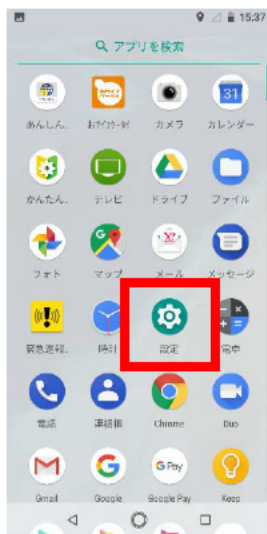 15:37
アプリを検索
31
あんしん..
カメラ
カレンダー
かんたん..
テレビ
ドライブ
ファイル
フォト
マップ
メール
メッセージ
緊急速報..
時計
設定
電卓
電話
連絡帳
Chrome
Duo
G Pay
Gmail
Google
Google Pay
Keep